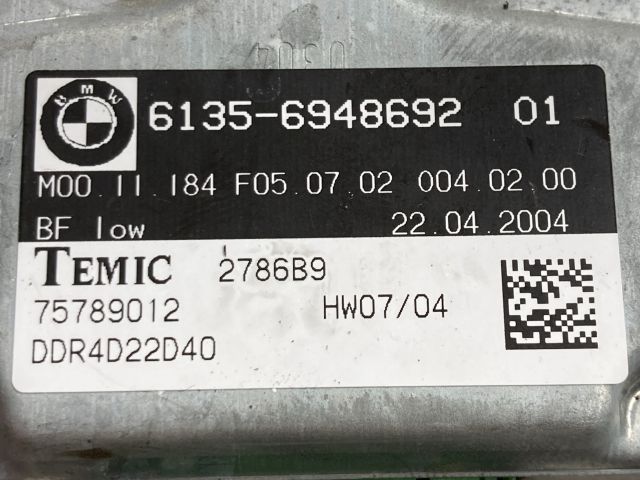 BMW
6135-6948692 01
M00.11.184 F05.07.02 004.02.00
BF low 22.04.2004
TEMIC 2786B9
75789012 HW07/04
DDR4D22D40